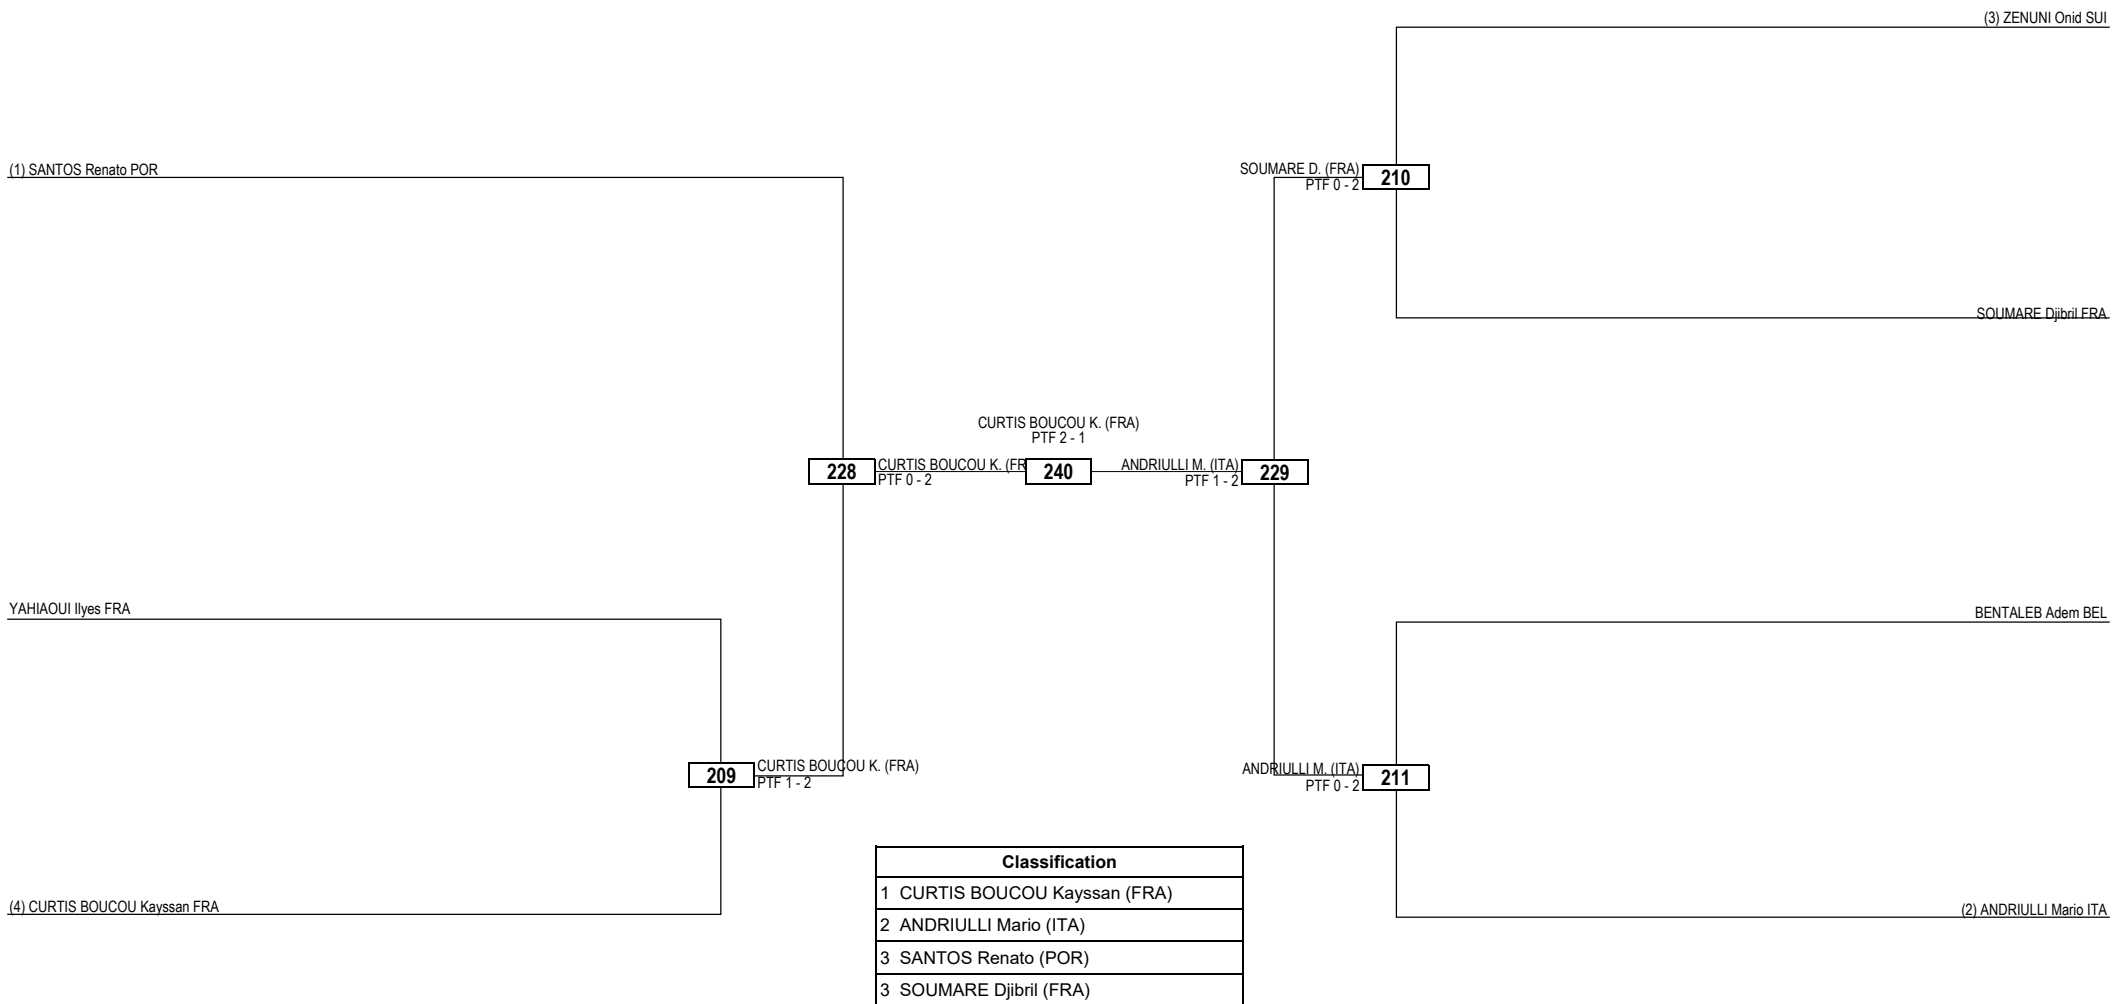 (3) ZENUNI Onid SUI
(1) SANTOS Renato POR
SOUMARE D. (FRA)
PTF 0 - 2
210
SOUMARE Djibril FRA
CURTIS BOUCOU K. (FRA)
PTF 2 - 1
228
CURTIS BOUCOU K. (FR
PTF 0 - 2
240
ANDRIULLI M. (ITA)
PTF 1 - 2
229
YAHIAOUI Ilyes FRA
BENTALEB Adem BEL
209
CURTIS BOUCOU K. (FRA)
PTF 1 - 2
ANDRIULLI M. (ITA)
PTF 0 - 2
211
(4) CURTIS BOUCOU Kayssan FRA
(2) ANDRIULLI Mario ITA
Classification
1 CURTIS BOUCOU Kayssan (FRA)
2 ANDRIULLI Mario (ITA)
3 SANTOS Renato (POR)
3 SOUMARE Djibril (FRA)